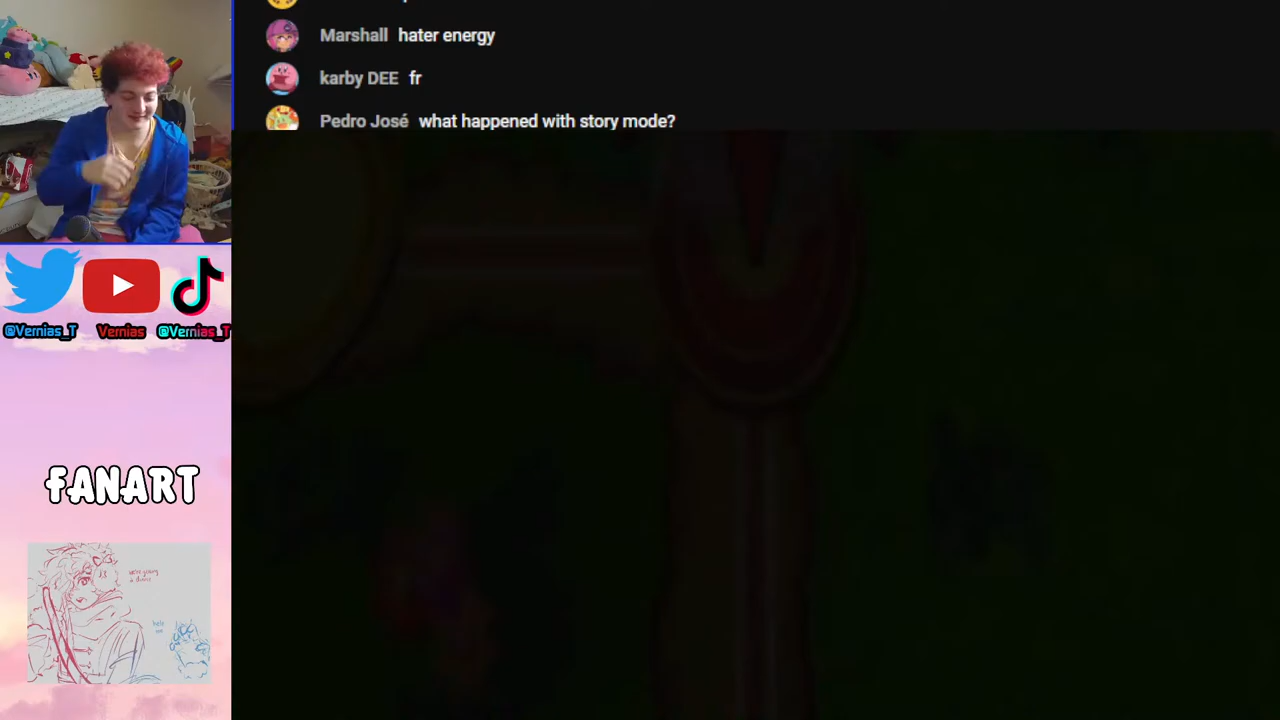 Marshall hater energy
karby DEE fr
Pedro José what happened with story mode?
@Vernias_T Vernias @Vernias_T
FANART